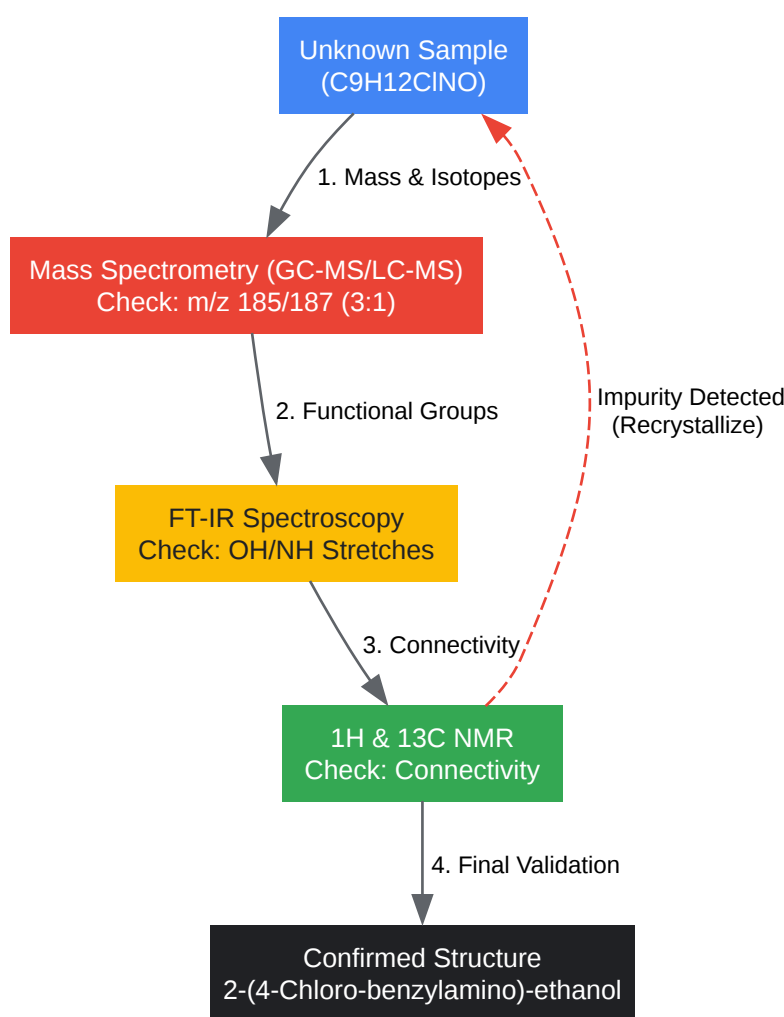 Unknown Sample
(C9H12ClNO)
1. Mass & Isotopes
Mass Spectrometry (GC-MS/LC-MS)
Check: m/z 185/187 (3:1)
2. Functional Groups
Impurity Detected
(Recrystallize)
FT-IR Spectroscopy
Check: OH/NH Stretches
3. Connectivity
1H & 13C NMR
Check: Connectivity
4. Final Validation
Confirmed Structure
2-(4-Chloro-benzylamino)-ethanol